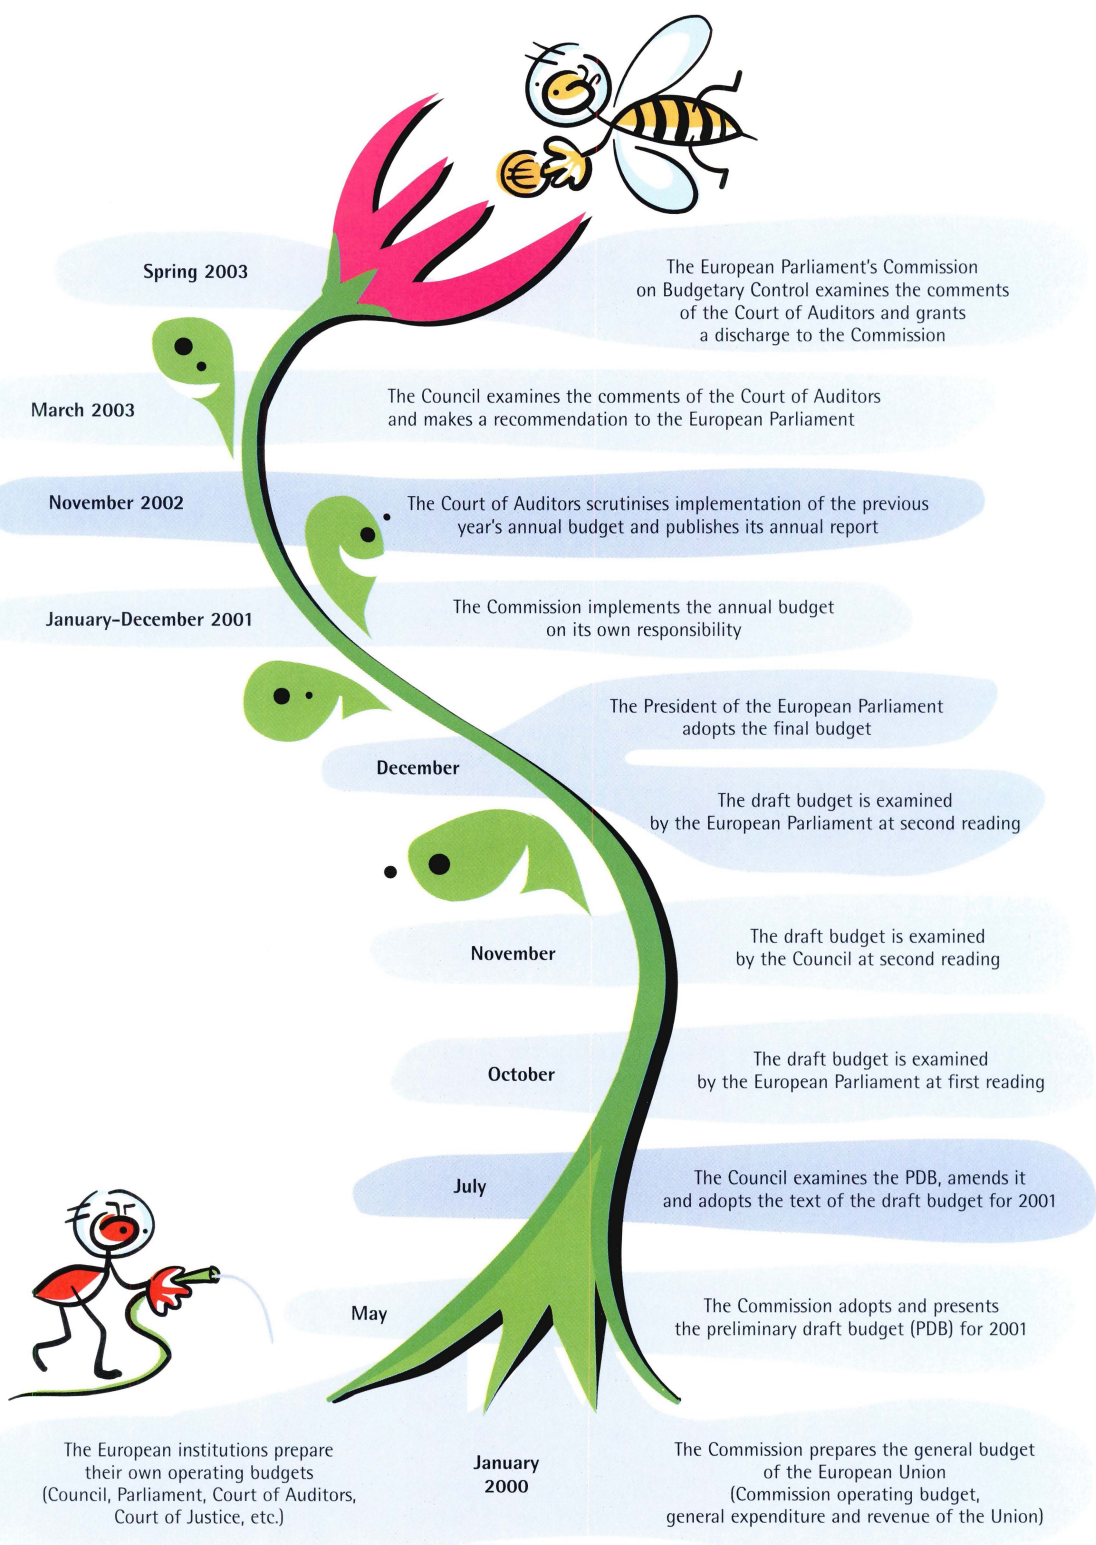 Spring 2003
The European Parliament's Commission
on Budgetary Control examines the comments
of the Court of Auditors and grants
a discharge to the Commission
March 2003
The Council examines the comments of the Court of Auditors
and makes a recommendation to the European Parliament
November 2002
The Court of Auditors scrutinises implementation of the previous
year's annual budget and publishes its annual report
January-December 2001
The Commission implements the annual budget
on its own responsibility
The President of the European Parliament
adopts the final budget
December
The draft budget is examined
by the European Parliament at second reading
November
The draft budget is examined
by the Council at second reading
October
The draft budget is examined
by the European Parliament at first reading
July
The Council examines the PDB, amends it
and adopts the text of the draft budget for 2001
May
The Commission adopts and presents
the preliminary draft budget (PDB) for 2001
The European institutions prepare
their own operating budgets
(Council, Parliament, Court of Auditors,
Court of Justice, etc.)
January
2000
The Commission prepares the general budget
of the European Union
(Commission operating budget,
general expenditure and revenue of the Union)